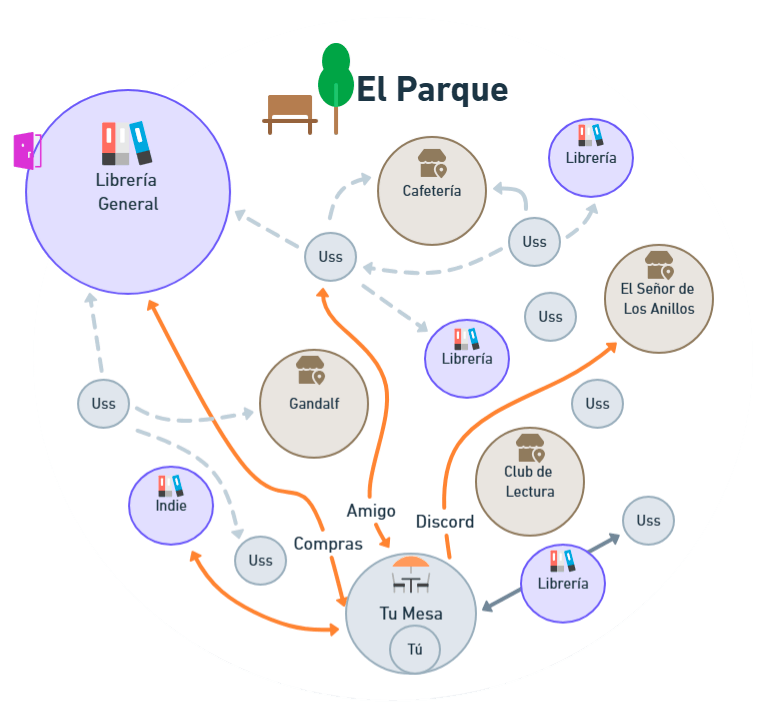 El Parque
Librería
General
Cafetería
Librería
Uss
Uss
El Señor de
Los Anillos
Uss
Librería
Uss
Gandalf
Uss
Club de
Lectura
Indie
Amigo
Discord
Uss
Compras
Uss
Librería
Tu Mesa
Tú